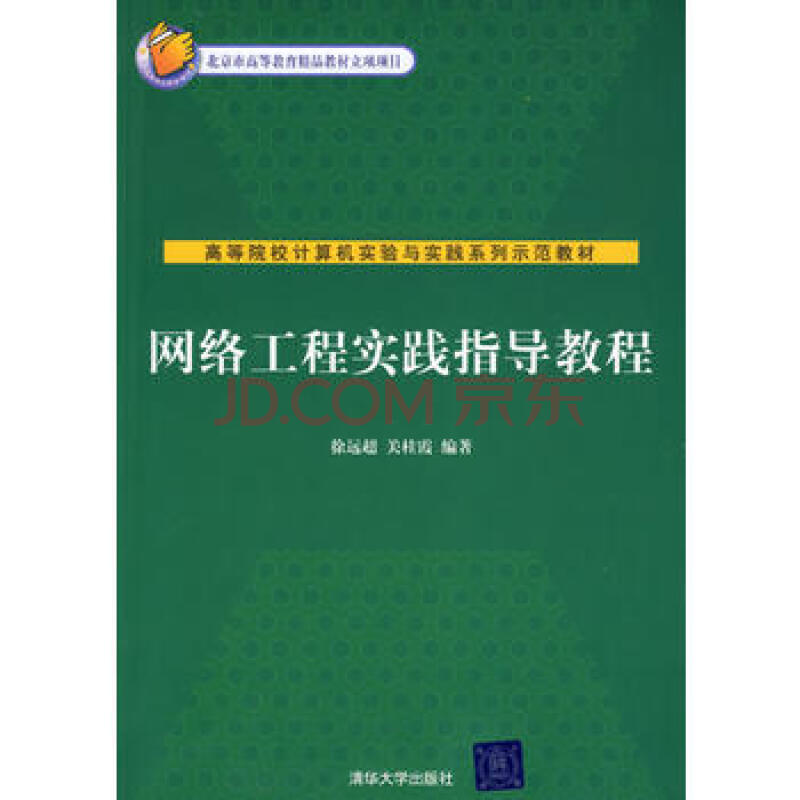 北京市高等教育精品教材立项项目
高等院校计算机实验与实践系列示范教材
网络工程实践指导教程
JD.COM 京东
徐远超 关桂霞 编著
清华大学出版社